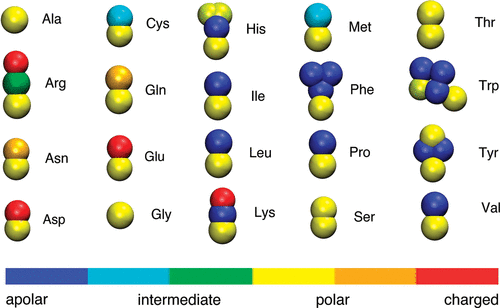 Ala Cys His Met Thr
Arg Gln Ile Phe Trp
Asn Glu Leu Pro Tyr
Asp Gly Lys Ser Val
apolar intermediate polar charged